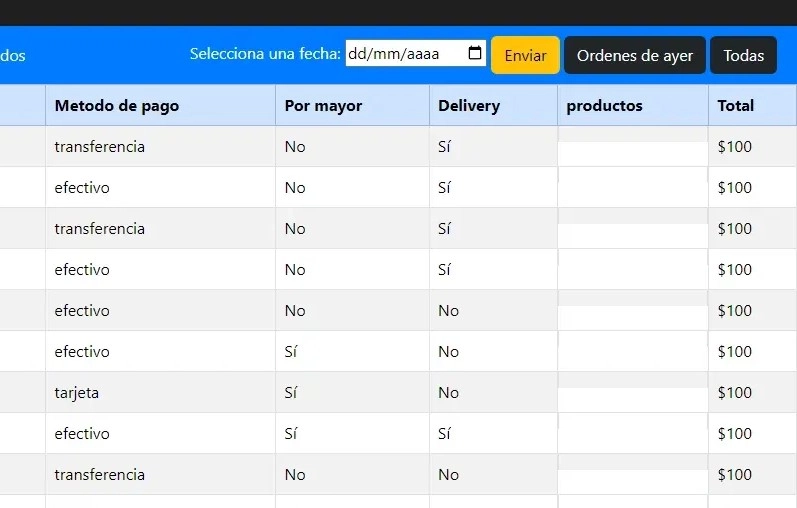 dos Selecciona una fecha: dd/mm/aaaa Enviar Ordenes de ayer Todas
Metodo de pago Por mayor Delivery productos Total
transferencia No Sí $100
efectivo No Sí $100
transferencia No Sí $100
efectivo No Sí $100
efectivo No No $100
efectivo Sí No $100
tarjeta Sí No $100
efectivo Sí Sí $100
transferencia No No $100